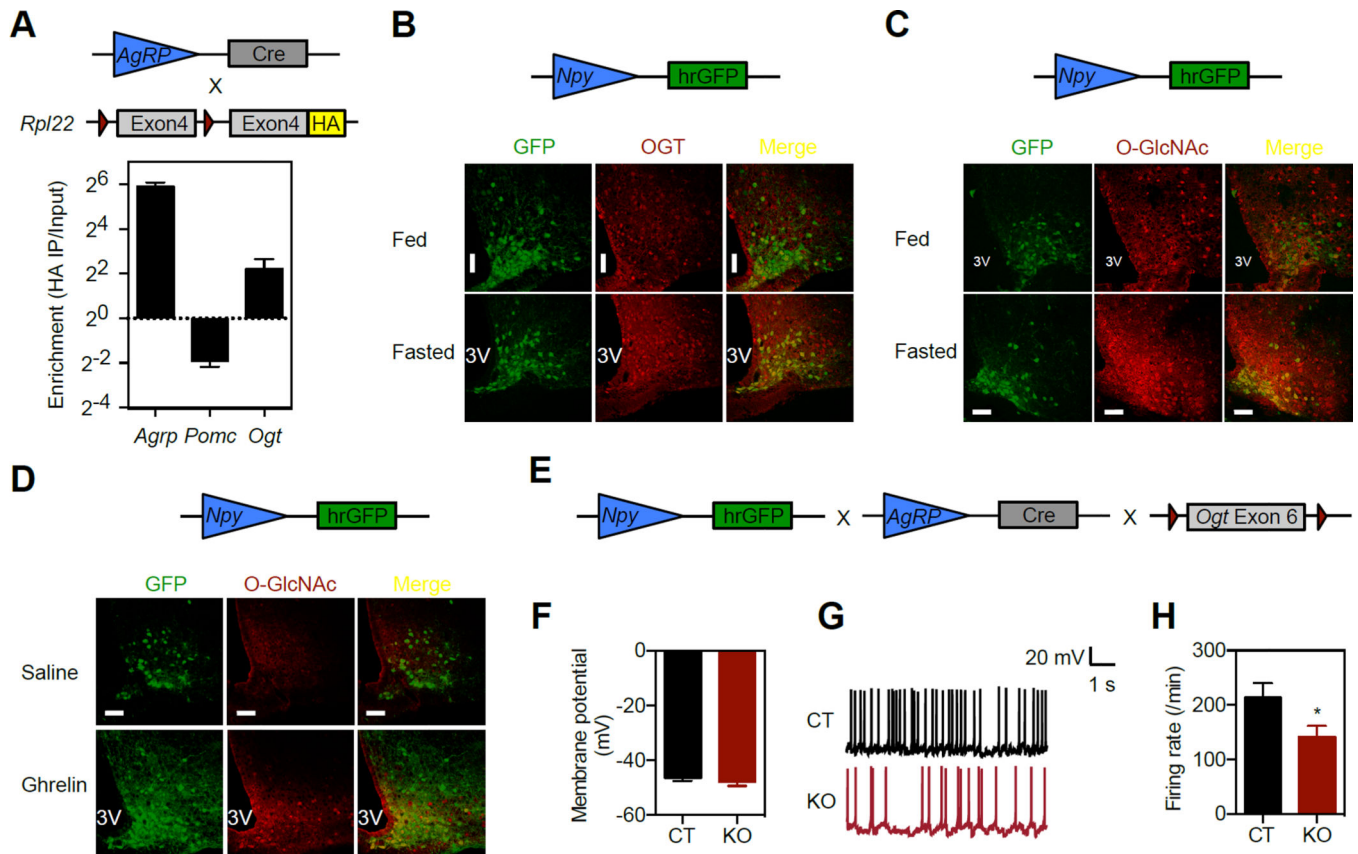 A
AgRP Cre
X
Rpl22 Exon4 Exon4 HA
Enrichment (HA IP/Input)
2^6
2^4
2^2
2^0
2^-2
2^-4
Agrp Pomc Ogt
B
Npy hrGFP
GFP OGT Merge
Fed
Fasted
3V 3V 3V
C
Npy hrGFP
GFP O-GlcNAc Merge
Fed
3V 3V 3V
Fasted
D
Npy hrGFP
GFP O-GlcNAc Merge
Saline
Ghrelin
3V 3V 3V
E
Npy hrGFP X AgRP Cre X Ogt Exon 6
F
Membrane potential
(mV)
0
-20
-40
-60
CT KO
G
20 mV
1 s
CT
KO
H
Firing rate (/min)
300
200
100
0
*
CT KO